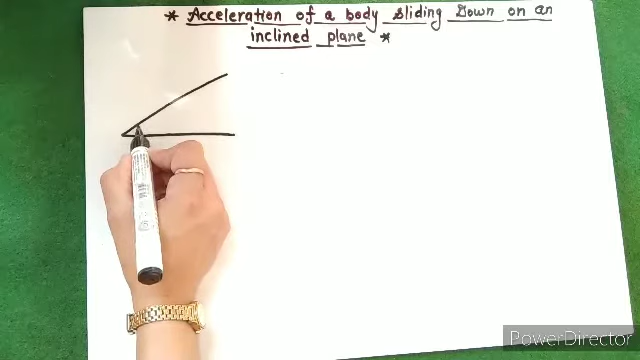 * Acceleration of a body sliding Down on an
inclined plane *
PowerDirector